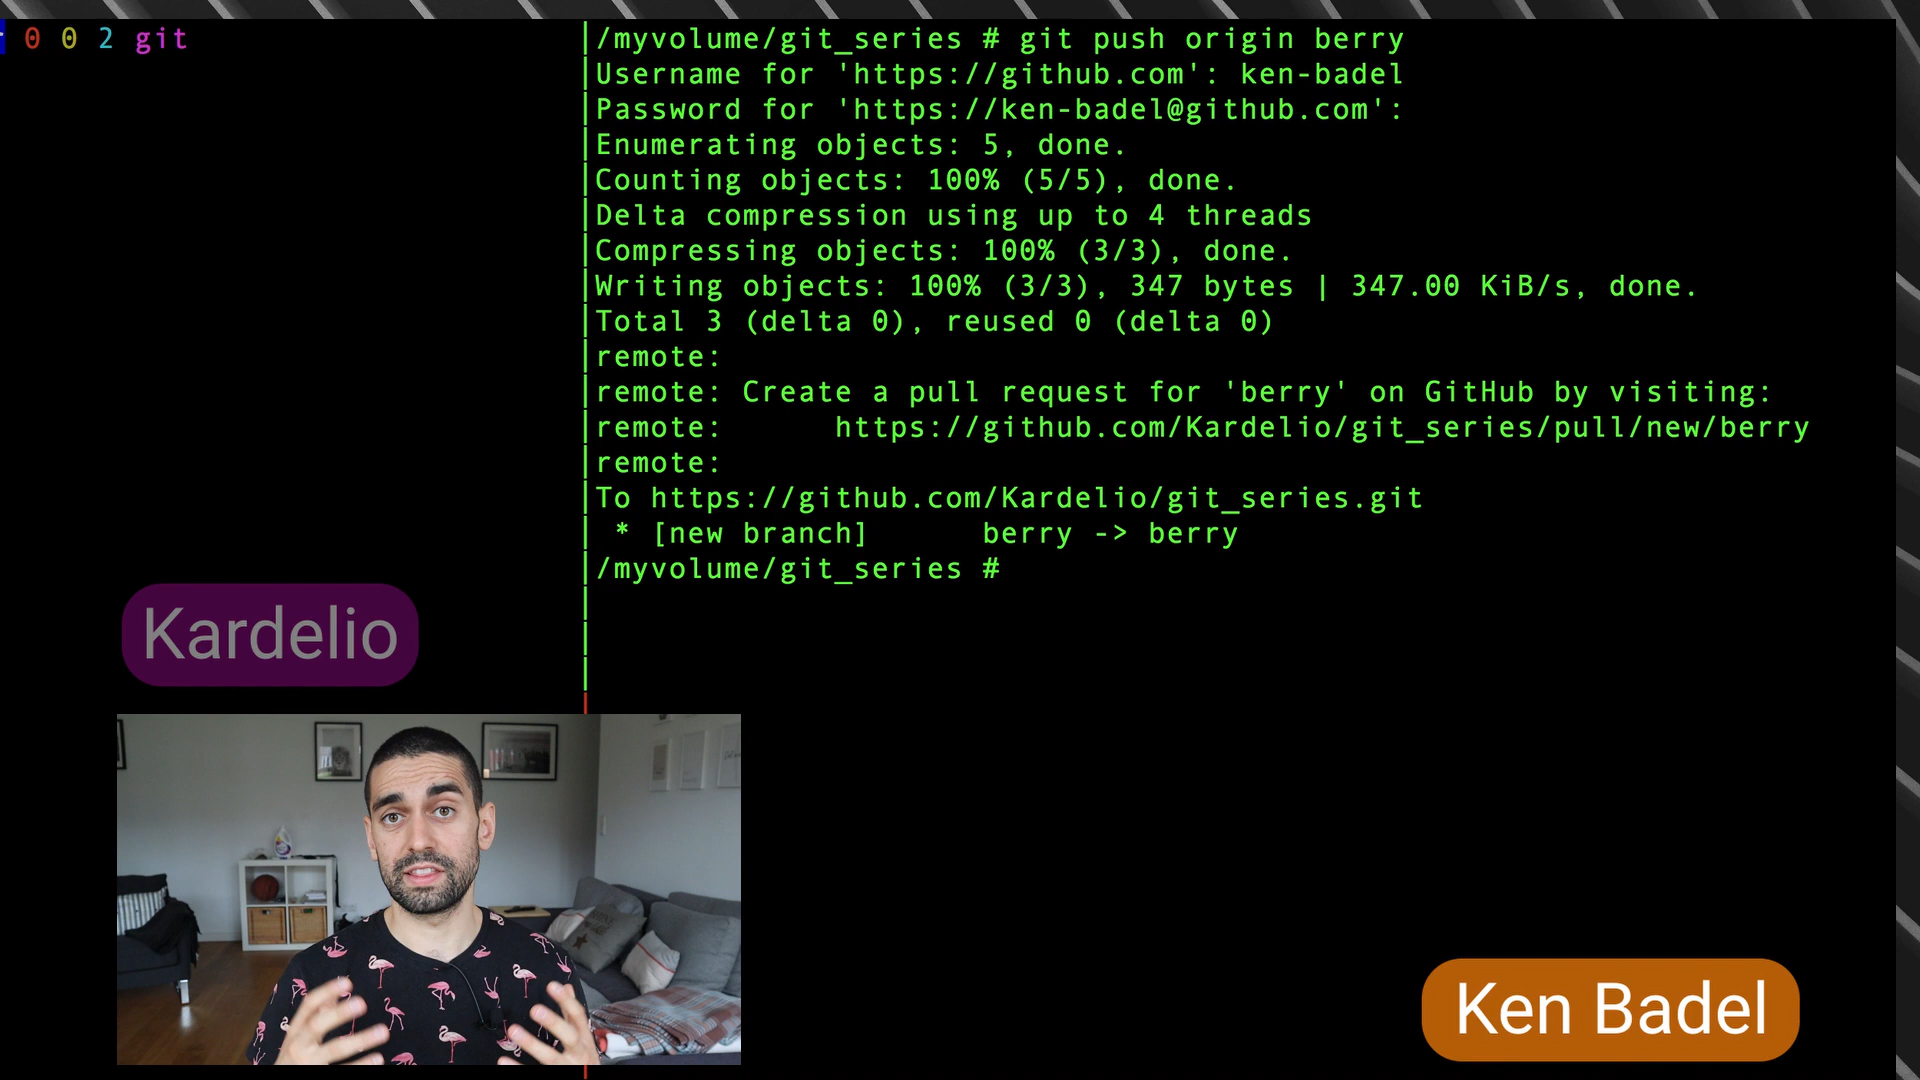 0 0 2 git
/myvolume/git_series # git push origin berry
Username for 'https://github.com': ken-badel
Password for 'https://ken-badel@github.com':
Enumerating objects: 5, done.
Counting objects: 100% (5/5), done.
Delta compression using up to 4 threads
Compressing objects: 100% (3/3), done.
Writing objects: 100% (3/3), 347 bytes | 347.00 KiB/s, done.
Total 3 (delta 0), reused 0 (delta 0)
remote:
remote: Create a pull request for 'berry' on GitHub by visiting:
remote:      https://github.com/Kardelio/git_series/pull/new/berry
remote:
To https://github.com/Kardelio/git_series.git
 * [new branch]      berry -> berry
/myvolume/git_series #
Kardelio
Ken Badel